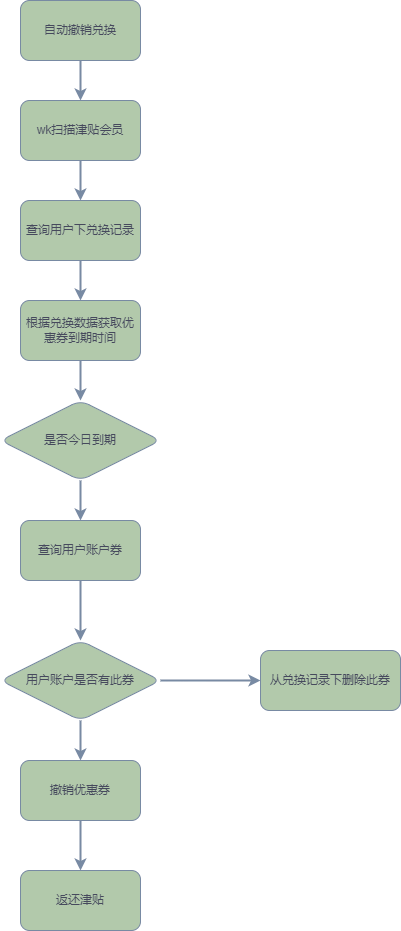 自动撤销兑换
wk扫描津贴会员
查询用户下兑换记录
根据兑换数据获取优
惠券到期时间
是否今日到期
查询用户账户券
用户账户是否有此券
从兑换记录下删除此券
撤销优惠券
返还津贴